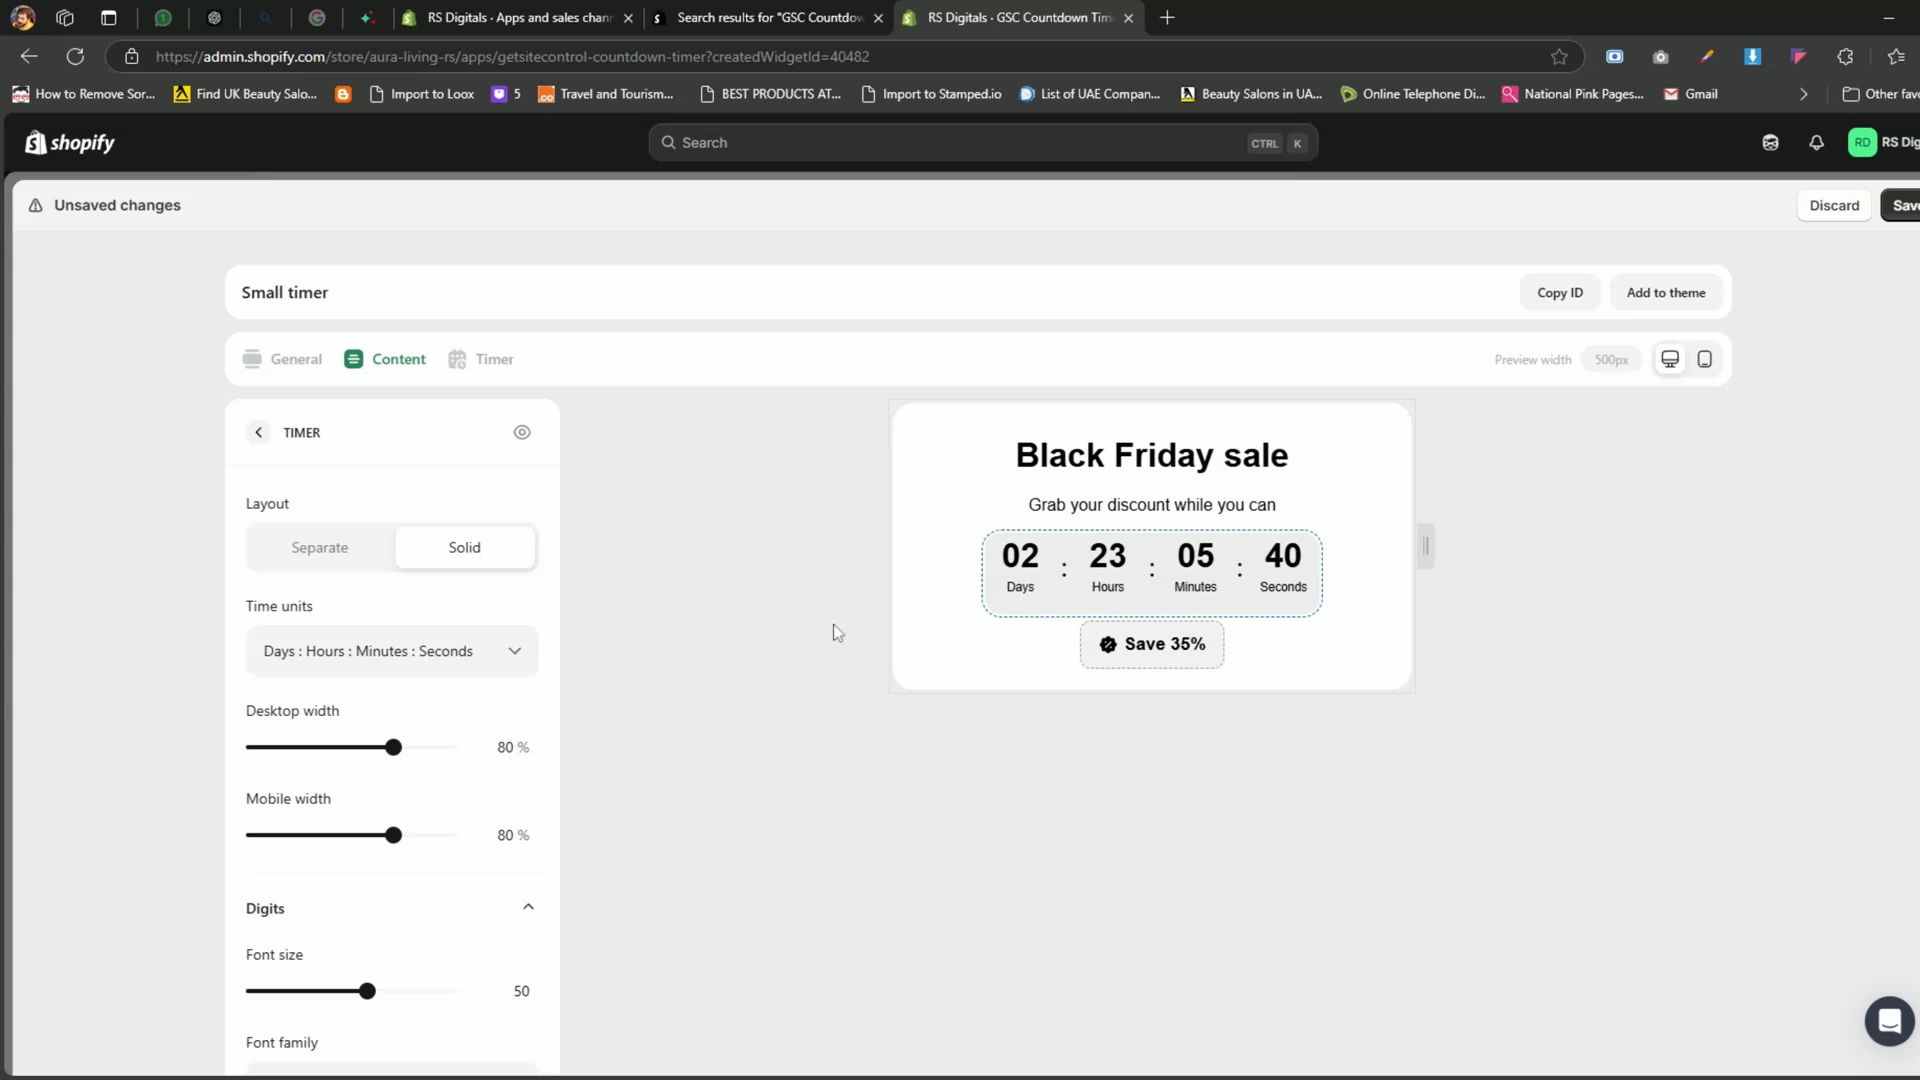 RS Digitals · Apps and sales chan
Search results for "GSC Countdow
RS Digitals · GSC Countdown Tim
https://admin.shopify.com/store/aura-living-rs/apps/getsitecontrol-countdown-timer?createdWidgetId=40482
How to Remove Sor...
Find UK Beauty Salo...
Import to Loox
5
Travel and Tourism...
BEST PRODUCTS AT...
Import to Stamped.io
List of UAE Compan...
Beauty Salons in UA...
Online Telephone Di...
National Pink Pages...
Gmail
Other favo
shopify
Search
CTRL K
RD RS Dig
Unsaved changes
Discard
Save
Small timer
Copy ID
Add to theme
General
Content
Timer
Preview width
500px
TIMER
Layout
Separate
Solid
Time units
Days : Hours : Minutes : Seconds
Desktop width
80 %
Mobile width
80 %
Digits
Font size
50
Font family
Black Friday sale
Grab your discount while you can
02 : 23 : 05 : 40
Days Hours Minutes Seconds
Save 35%